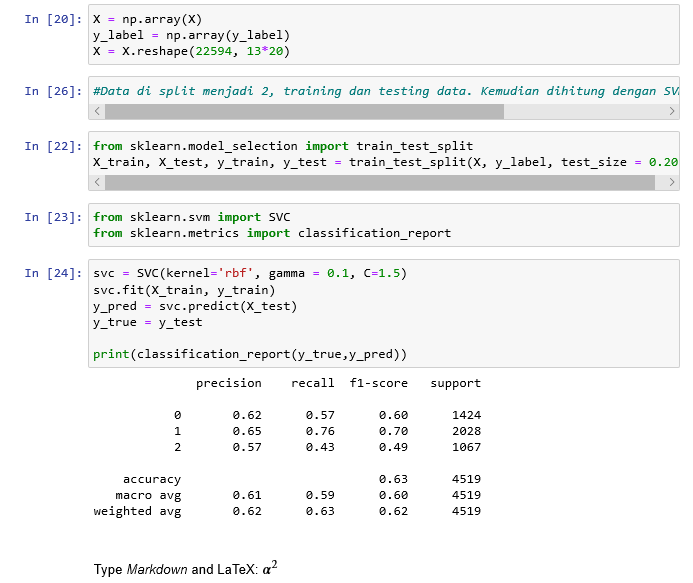 In [20]: X = np.array(X)
y_label = np.array(y_label)
X = X.reshape(22594, 13*20)
In [26]: #Data di split menjadi 2, training dan testing data. Kemudian dihitung dengan
In [22]: from sklearn.model_selection import train_test_split
X_train, X_test, y_train, y_test = train_test_split(X, y_label, test_size = 0.20
In [23]: from sklearn.svm import SVC
from sklearn.metrics import classification_report
In [24]: svc = SVC(kernel='rbf', gamma = 0.1, C=1.5)
svc.fit(X_train, y_train)
y_pred = svc.predict(X_test)
y_true = y_test
print(classification_report(y_true,y_pred))
precision recall f1-score support
0 0.62 0.57 0.60 1424
1 0.65 0.76 0.70 2028
2 0.57 0.43 0.49 1067
accuracy 0.63 4519
macro avg 0.61 0.59 0.60 4519
weighted avg 0.62 0.63 0.62 4519
Type Markdown and LaTeX: α²